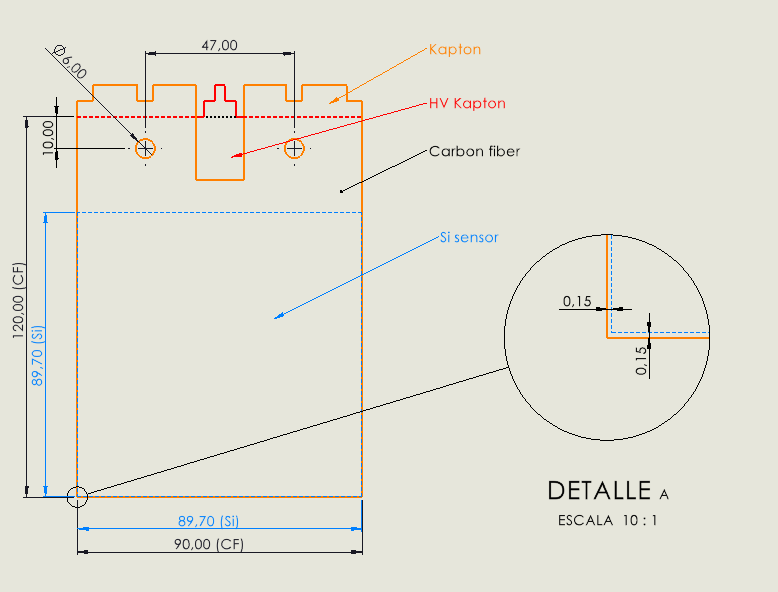 47,00
Ø6,00
Kapton
HV Kapton
10,00
Carbon fiber
Si sensor
120,00 (CF)
89,70 (Si)
0,15
0,15
DETALLE A
ESCALA 10 : 1
89,70 (Si)
90,00 (CF)